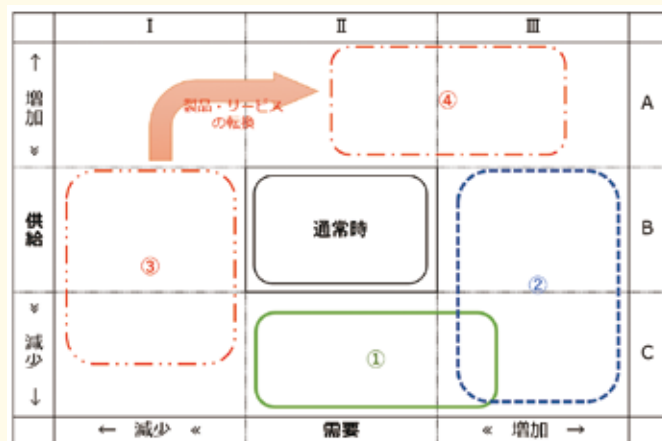 I II III
↑ 増加 «
A
製品・サービス
の転換
④
供給
通常時
B
③
②
« 減少 ↓
①
C
← 減少 « 需要 « 増加 →